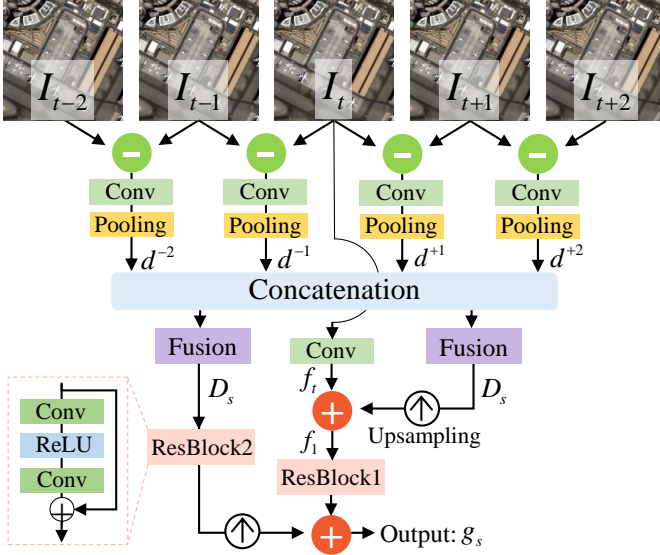 I_{t-2} I_{t-1} I_t I_{t+1} I_{t+2}
− − − −
Conv Conv Conv Conv
Pooling Pooling Pooling Pooling
d^{-2} d^{-1} d^{+1} d^{+2}
Concatenation
Fusion Conv Fusion
D_s f_t D_s
Conv
ReLU
Conv
ResBlock2
+
Upsampling
f_1
ResBlock1
+ Output: g_s